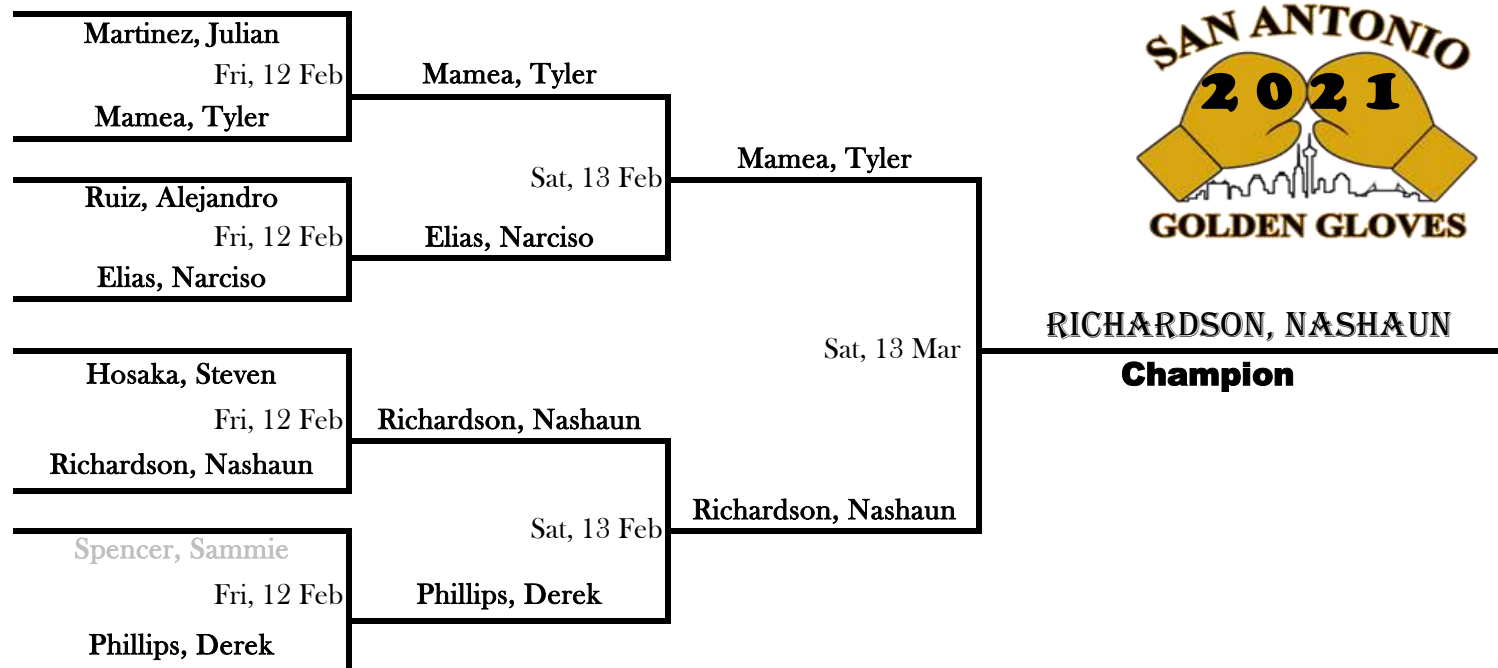 Martinez, Julian
Fri, 12 Feb
Mamea, Tyler
Ruiz, Alejandro
Fri, 12 Feb
Elias, Narciso
Hosaka, Steven
Fri, 12 Feb
Richardson, Nashaun
Spencer, Sammie
Fri, 12 Feb
Phillips, Derek
Mamea, Tyler
Sat, 13 Feb
Elias, Narciso
Richardson, Nashaun
Sat, 13 Feb
Phillips, Derek
Mamea, Tyler
Sat, 13 Mar
Richardson, Nashaun
SAN ANTONIO
2021
GOLDEN GLOVES
RICHARDSON, NASHAUN
Champion